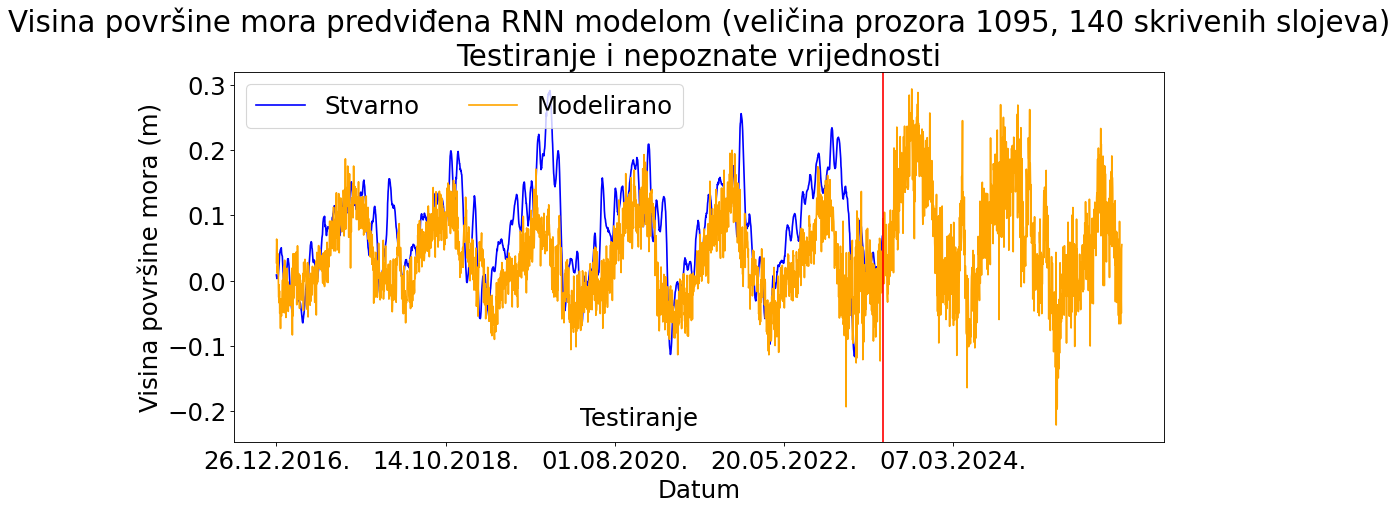 Visina površine mora predviđena RNN modelom (veličina prozora 1095, 140 skrivenih slojeva)
Testiranje i nepoznate vrijednosti
Stvarno
Modelirano
Visina površine mora (m)
0.3
0.2
0.1
0.0
−0.1
−0.2
Testiranje
26.12.2016.
14.10.2018.
01.08.2020.
20.05.2022.
07.03.2024.
Datum